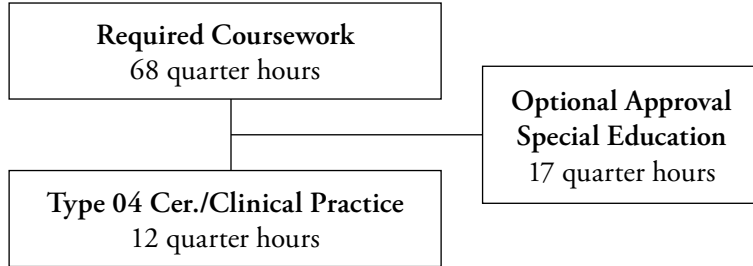 Required Coursework
68 quarter hours
Optional Approval
Special Education
17 quarter hours
Type 04 Cer./Clinical Practice
12 quarter hours